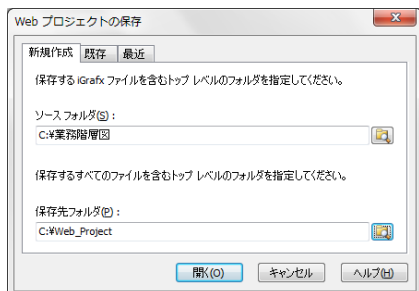 Web プロジェクトの保存
新規作成 既存 最近
保存する iGrafx ファイルを含むトップ レベルのフォルダを指定してください。
ソース フォルダ(S) :
C:¥業務階層図
保存するすべてのファイルを含むトップ レベルのフォルダを指定してください。
保存先フォルダ(P) :
C:¥Web_Project
開く(O) キャンセル ヘルプ(H)